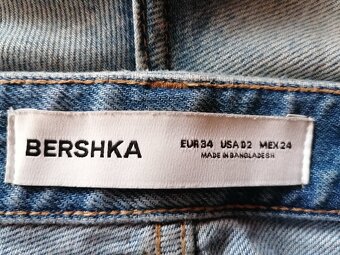 BERSHKA
EUR 34 USA 02 MEX 24
MADE IN BANGLADESH